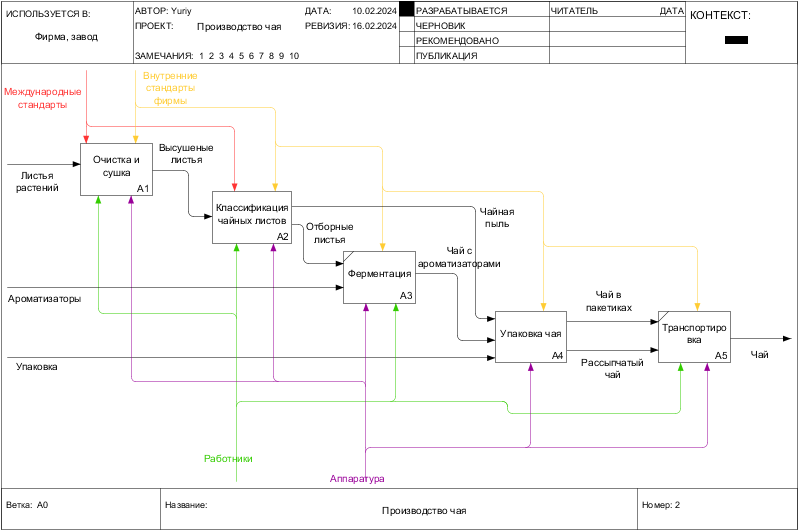 ИСПОЛЬЗУЕТСЯ В:
Фирма, завод
АВТОР: Yuriy
ДАТА: 10.02.2024
ПРОЕКТ: Производство чая
РЕВИЗИЯ: 16.02.2024
ЗАМЕЧАНИЯ: 1 2 3 4 5 6 7 8 9 10
РАЗРАБАТЫВАЕТСЯ
ЧЕРНОВИК
РЕКОМЕНДОВАНО
ПУБЛИКАЦИЯ
ЧИТАТЕЛЬ
ДАТА
КОНТЕКСТ:
Международные
стандарты
Внутренние
стандарты
фирмы
Очистка и
сушка
A1
Высушеные
листья
Листья
растений
Классификация
чайных листов
A2
Отборные
листья
Чайная
пыль
Ферментация
A3
Чай с
ароматизаторами
Ароматизаторы
Упаковка чая
A4
Чай в
пакетиках
Рассыпчатый
чай
Транспортиро
вка
A5
Чай
Упаковка
Работники
Аппаратура
Ветка: A0
Название:
Производство чая
Номер: 2